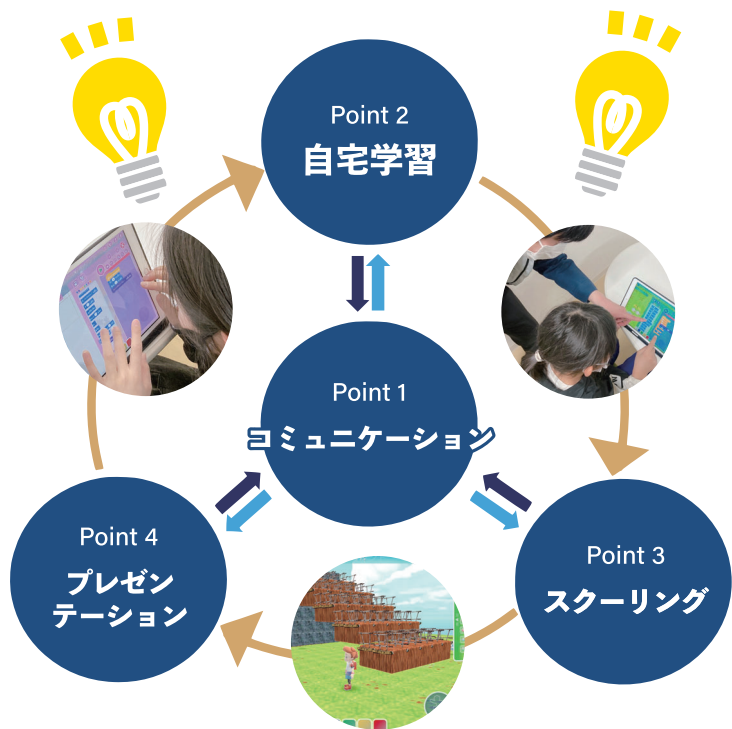 Point 2
自宅学習
Point 1
コミュニケーション
Point 4
プレゼン
テーション
Point 3
スクーリング